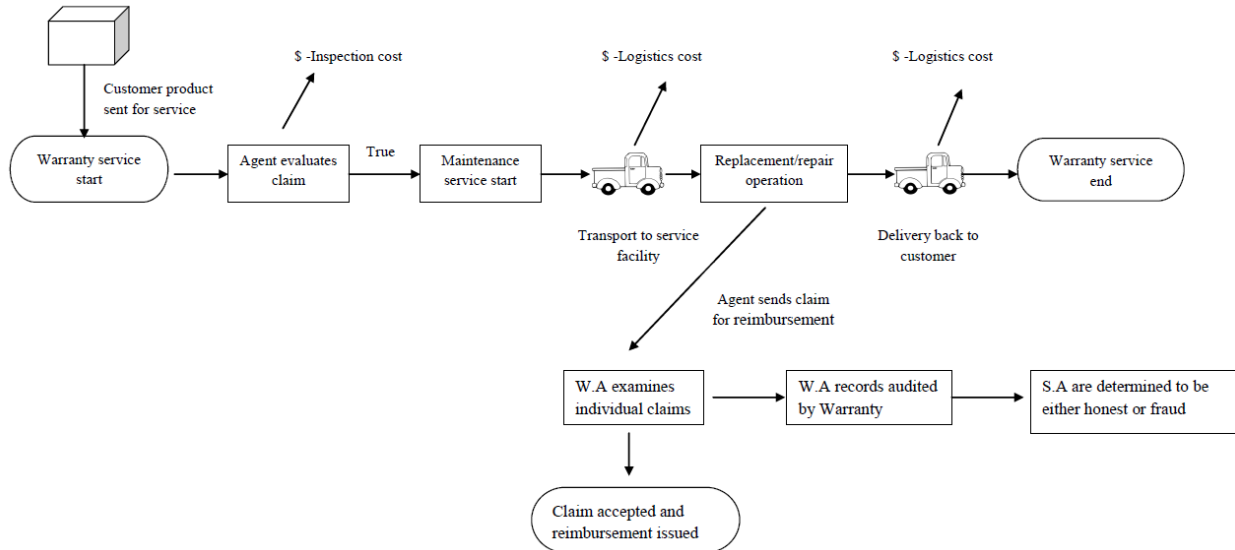 $ -Inspection cost
$ -Logistics cost
$ -Logistics cost
Customer product
sent for service
Warranty service
start
Agent evaluates
claim
True
Maintenance
service start
Replacement/repair
operation
Warranty service
end
Transport to service
facility
Delivery back to
customer
Agent sends claim
for reimbursement
W.A examines
individual claims
W.A records audited
by Warranty
S.A are determined to be
either honest or fraud
Claim accepted and
reimbursement issued